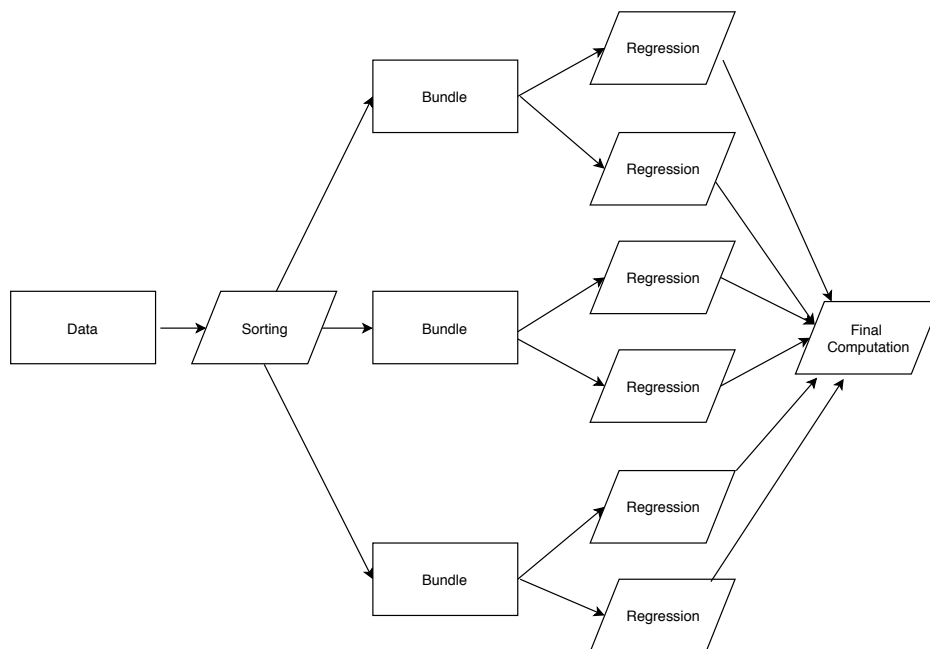 Data
Sorting
Bundle
Bundle
Bundle
Regression
Regression
Regression
Regression
Regression
Regression
Final
Computation